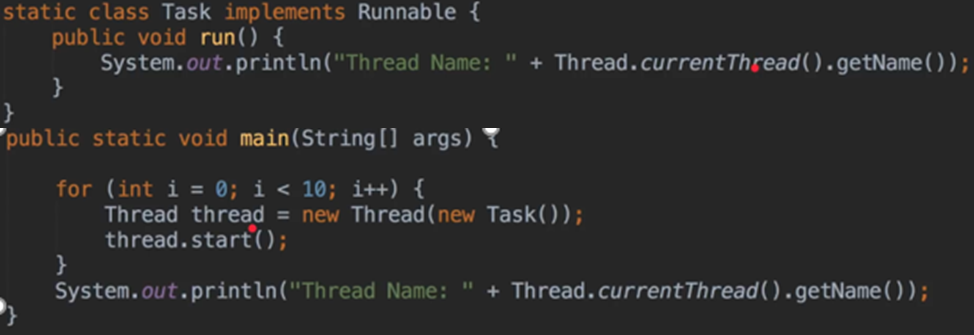 static class Task implements Runnable {
public void run() {
System.out.println("Thread Name: " + Thread.currentThread().getName());
}
}
public static void main(String[] args) {
for (int i = 0; i < 10; i++) {
Thread thread = new Thread(new Task());
thread.start();
}
System.out.println("Thread Name: " + Thread.currentThread().getName());
}